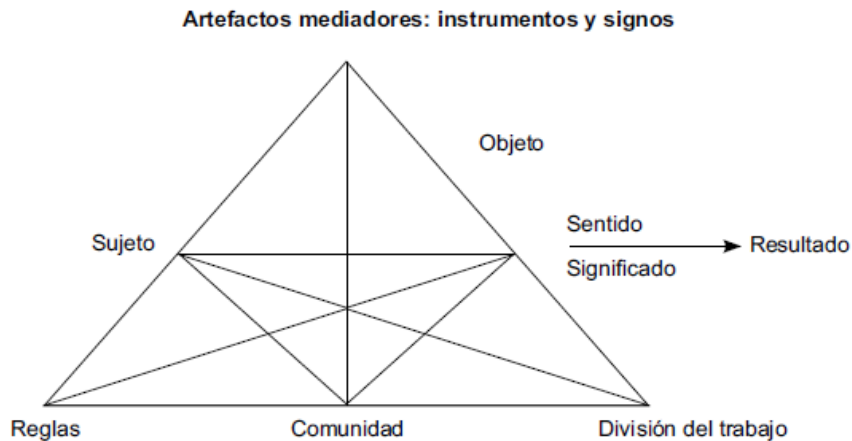 Artefactos mediadores: instrumentos y signos
Objeto
Sujeto
Sentido
Resultado
Significado
Reglas
Comunidad
División del trabajo